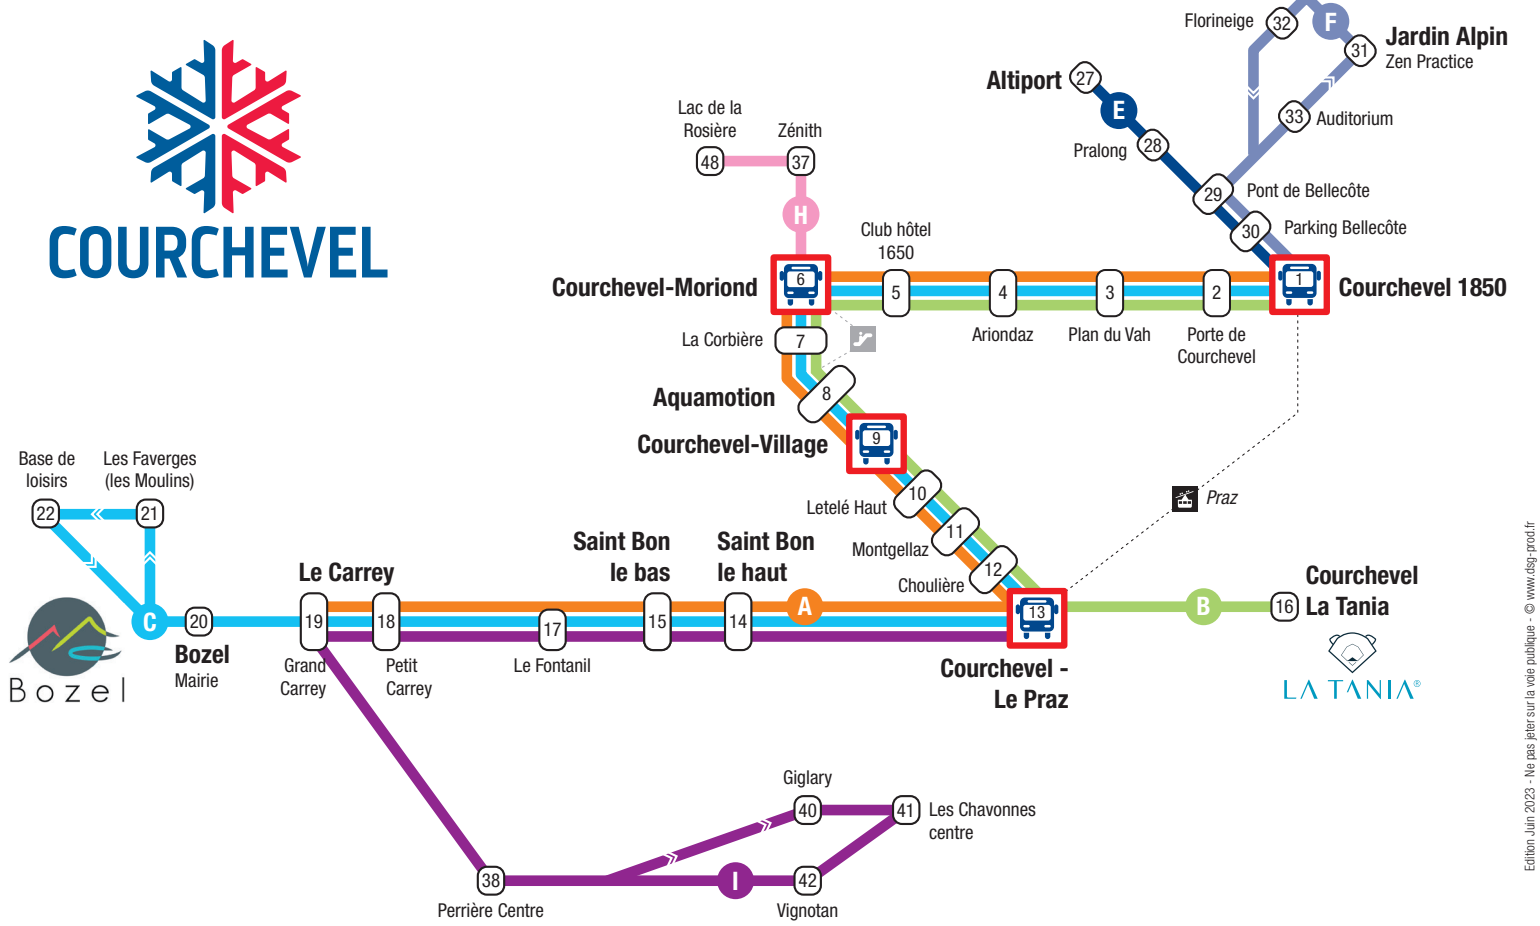 COURCHEVEL
Florineige
32
F
31
Jardin Alpin
Zen Practice
33
Auditorium
Altiport
27
E
Pralong
28
29
Pont de Bellecôte
30
Parking Bellecôte
Lac de la
Rosière
48
Zénith
37
H
Club hôtel
1650
Courchevel-Moriond
6
5
4
3
2
1
Courchevel 1850
Ariondaz
Plan du Vah
Porte de
Courchevel
La Corbière
7
Aquamotion
8
Courchevel-Village
9
Letelé Haut
10
Montgellaz
11
Choulière
12
Praz
Base de
loisirs
22
Les Faverges
(les Moulins)
21
C
20
Bozel
Mairie
Bozel
Le Carrey
19
Grand
Carrey
18
Petit
Carrey
17
Le Fontanil
Saint Bon
le bas
15
Saint Bon
le haut
14
A
13
Courchevel -
Le Praz
B
16
Courchevel
La Tania
LA TANIA®
38
Perrière Centre
I
Giglary
40
41
Les Chavonnes
centre
42
Vignotan
Edition Juin 2023 - Ne pas jeter sur la voie publique - © www.dsg-prod.fr